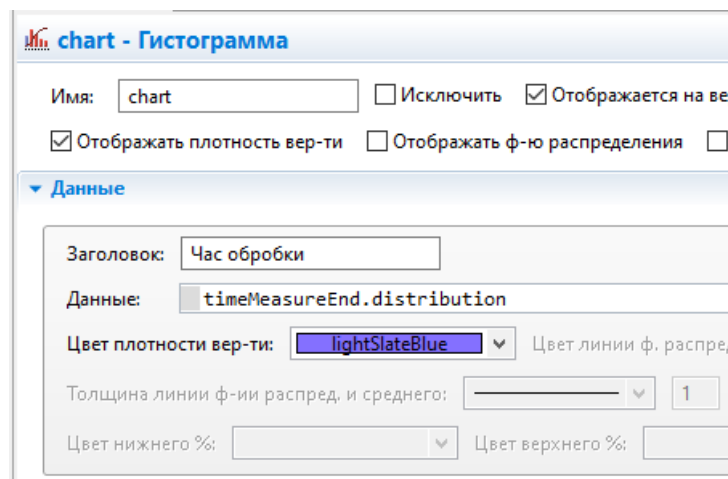 chart - Гистограмма
Имя: chart Исключить Отображается на ве
Отображать плотность вер-ти Отображать ф-ю распределения
Данные
Заголовок: Час обробки
Данные: timeMeasureEnd.distribution
Цвет плотности вер-ти: lightSlateBlue Цвет линии ф. распред
Толщина линии ф-ии распред. и среднего: 1
Цвет нижнего %: Цвет верхнего %: